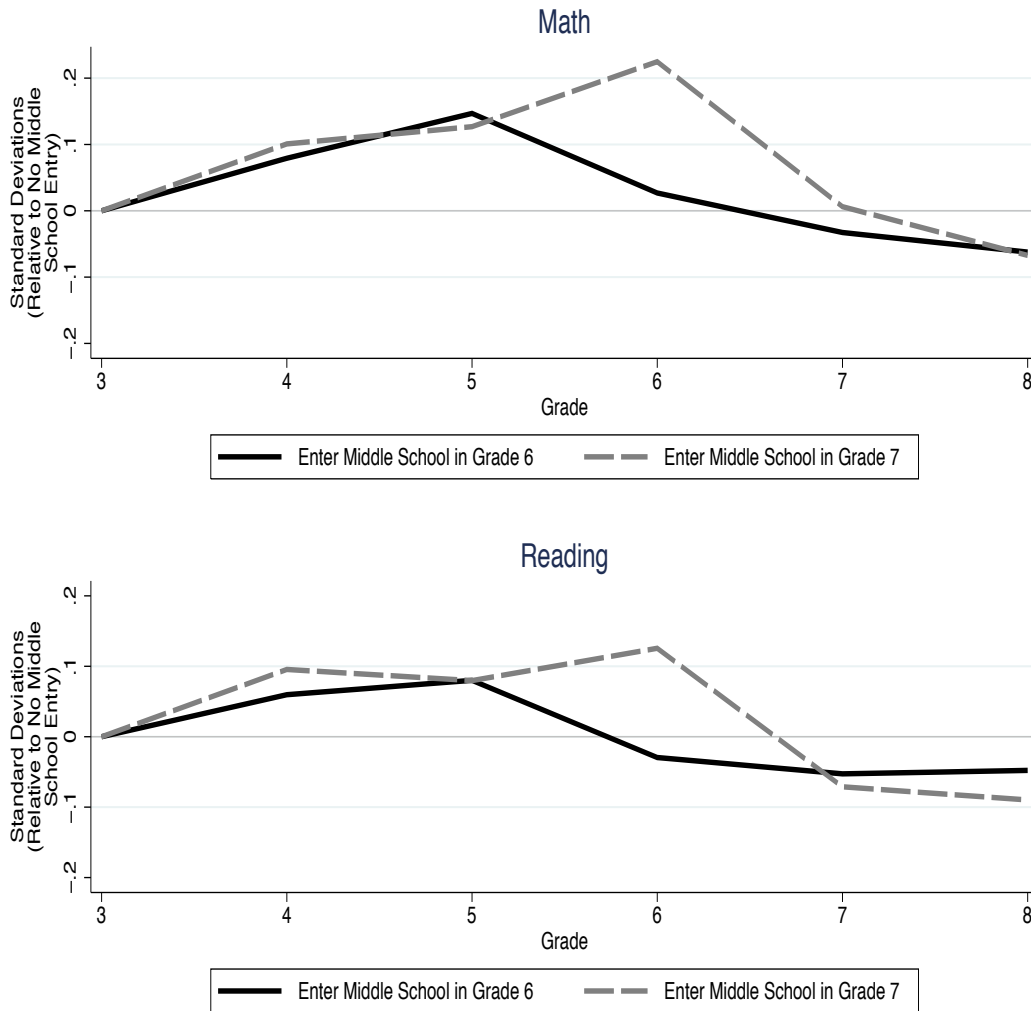 Math
Standard Deviations
(Relative to No Middle
School Entry)
.2
.1
0
−.1
−.2
3 4 5 6 7 8
Grade
Enter Middle School in Grade 6 Enter Middle School in Grade 7
Reading
Standard Deviations
(Relative to No Middle
School Entry)
.2
.1
0
−.1
−.2
3 4 5 6 7 8
Grade
Enter Middle School in Grade 6 Enter Middle School in Grade 7